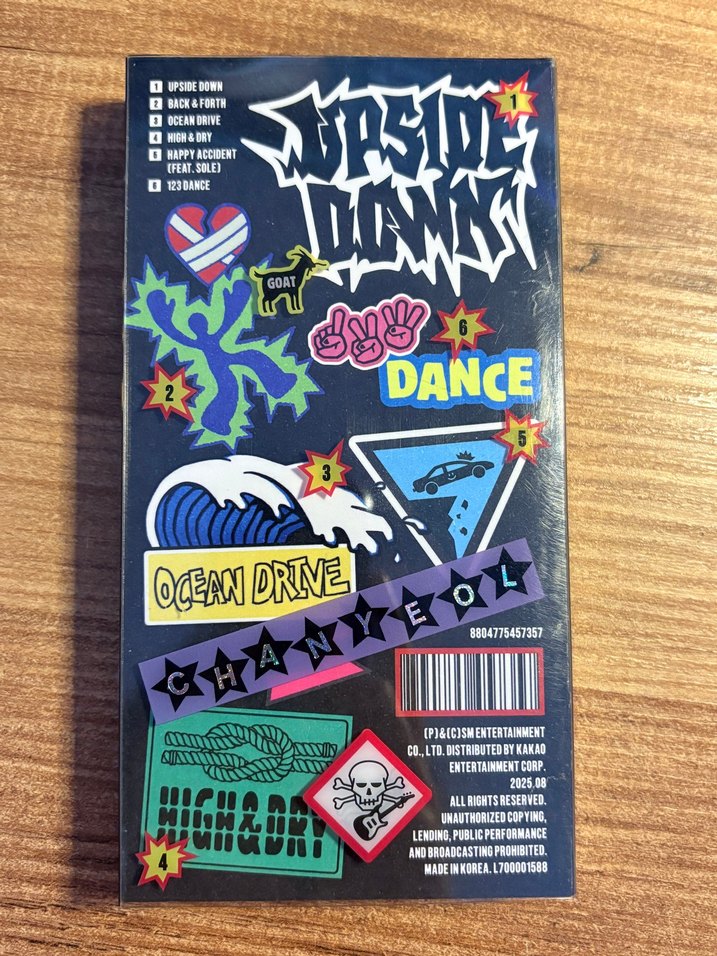 1 UPSIDE DOWN
2 BACK & FORTH
3 OCEAN DRIVE
4 HIGH & DRY
5 HAPPY ACCIDENT
(FEAT. SOLE)
6 123 DANCE
UPSIDE
DOWN
1
GOAT
2
6
DANCE
5
3
OCEAN DRIVE
CHANYEOL
8804775457357
(P)&(C)SM ENTERTAINMENT
CO., LTD. DISTRIBUTED BY KAKAO
ENTERTAINMENT CORP.
2025.08
ALL RIGHTS RESERVED.
UNAUTHORIZED COPYING,
LENDING, PUBLIC PERFORMANCE
AND BROADCASTING PROHIBITED.
MADE IN KOREA. L700001588
HIGH&DRY
HIGH&DRY
4